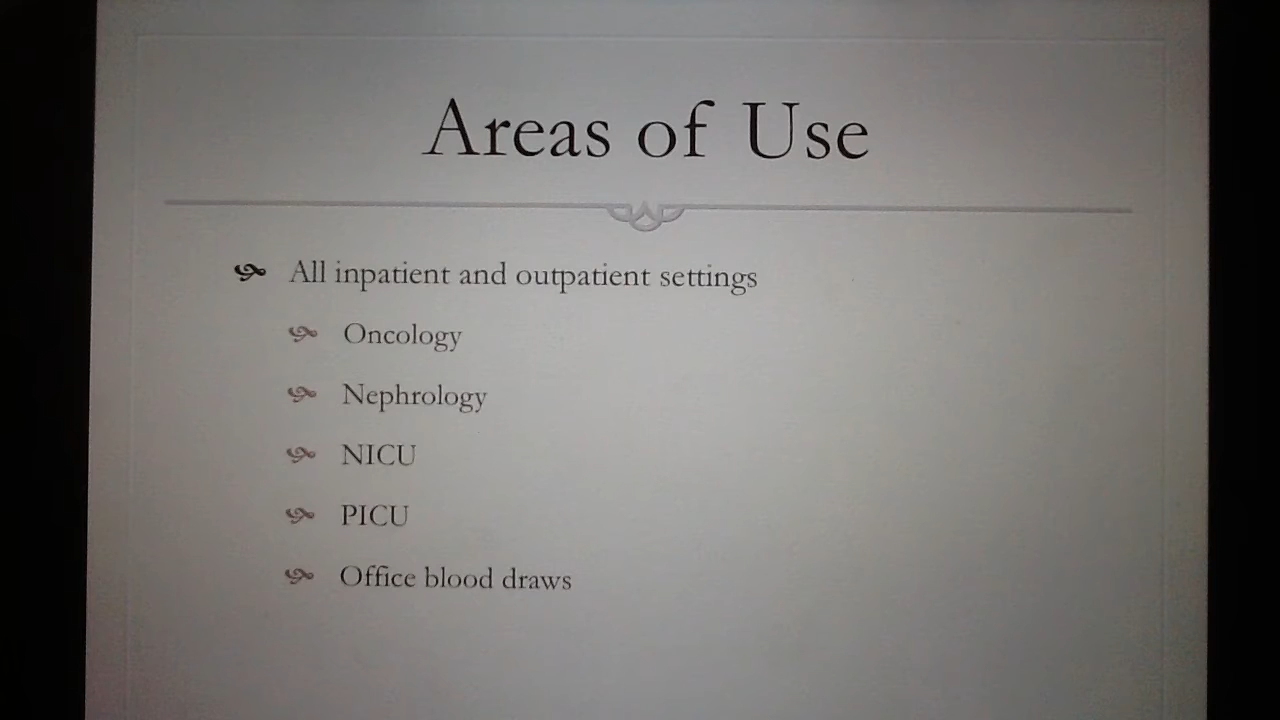 Areas of Use
All inpatient and outpatient settings
Oncology
Nephrology
NICU
PICU
Office blood draws